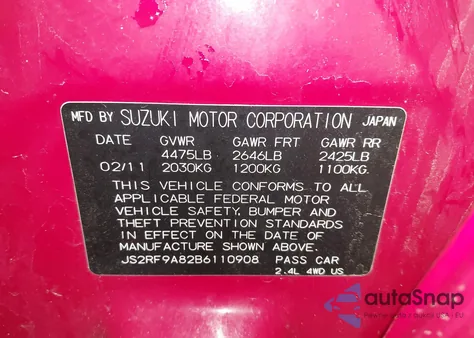 MFD BY SUZUKI MOTOR CORPORATION JAPAN
DATE GVWR GAWR FRT GAWR RR
4475LB 2646LB 2425LB
02/11 2030KG 1200KG 1100KG.
THIS VEHICLE CONFORMS TO ALL
APPLICABLE FEDERAL MOTOR
VEHICLE SAFETY, BUMPER AND
THEFT PREVENTION STANDARDS
IN EFFECT ON THE DATE OF
MANUFACTURE SHOWN ABOVE.
JS2RF9A82B6110908 PASS CAR
2.4L 4WD US
autoSnap